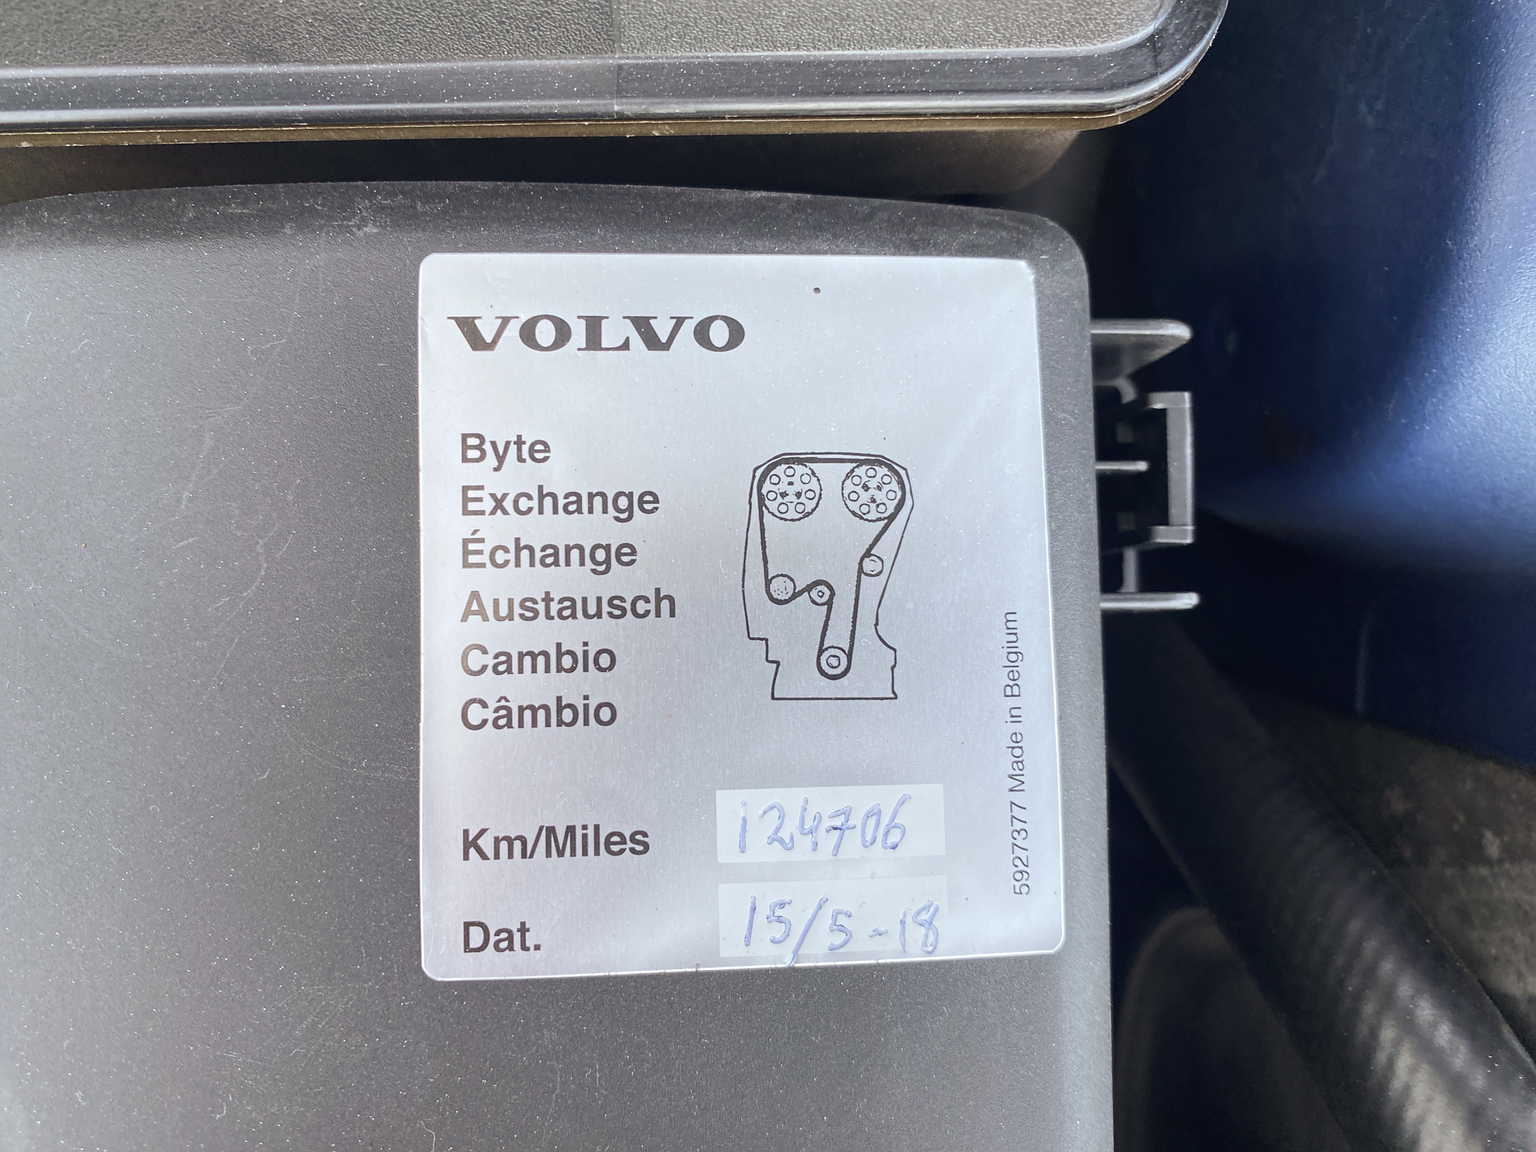 VOLVO
Byte
Exchange
Échange
Austausch
Cambio
Câmbio
Km/Miles 124706
Dat. 15/5-18
5927377 Made in Belgium